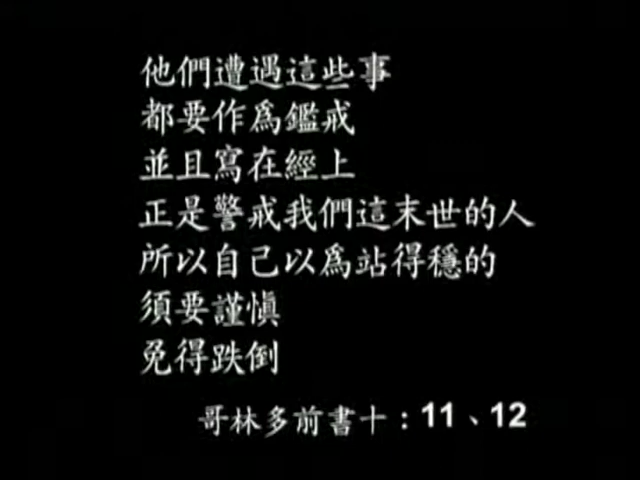 他們遭遇這些事
都要作為鑑戒
並且寫在經上
正是警戒我們這末世的人
所以自己以為站得穩的
須要謹慎
免得跌倒
哥林多前書十：11、12